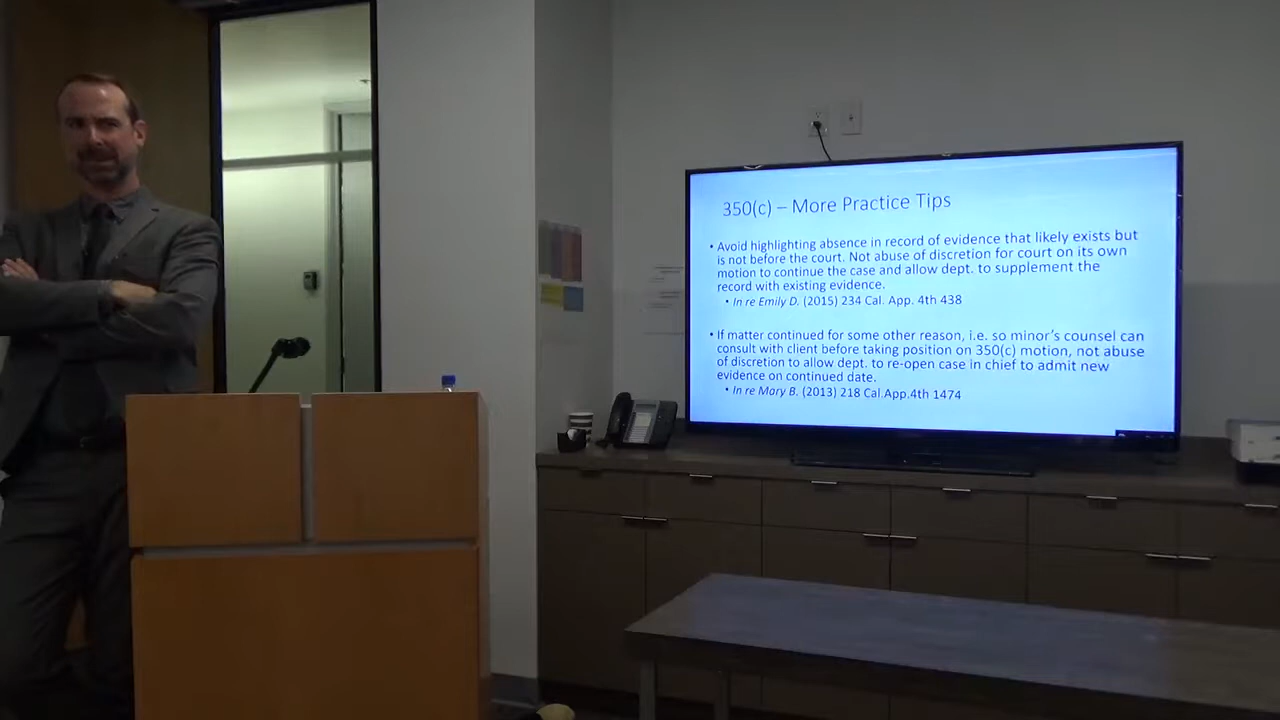 350(c) – More Practice Tips
• Avoid highlighting absence in record of evidence that likely exists but
is not before the court. Not abuse of discretion for court on its own
motion to continue the case and allow dept. to supplement the
record with existing evidence.
• In re Emily D. (2015) 234 Cal. App. 4th 438
• If matter continued for some other reason, i.e. so minor's counsel can
consult with client before taking position on 350(c) motion, not abuse
of discretion to allow dept. to re-open case in chief to admit new
evidence on continued date.
• In re Mary B. (2013) 218 Cal.App.4th 1474